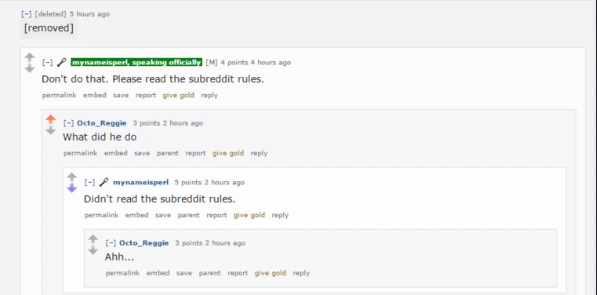 [–] [deleted] 5 hours ago
[removed]
[–] mynameisperl, speaking officially [M] 4 points 4 hours ago
Don't do that. Please read the subreddit rules.
permalink embed save report give gold reply
[–] Octo_Reggie 3 points 2 hours ago
What did he do
permalink embed save parent report give gold reply
[–] mynameisperl 5 points 2 hours ago
Didn't read the subreddit rules.
permalink embed save parent report give gold reply
[–] Octo_Reggie 3 points 2 hours ago
Ahh...
permalink embed save parent report give gold reply